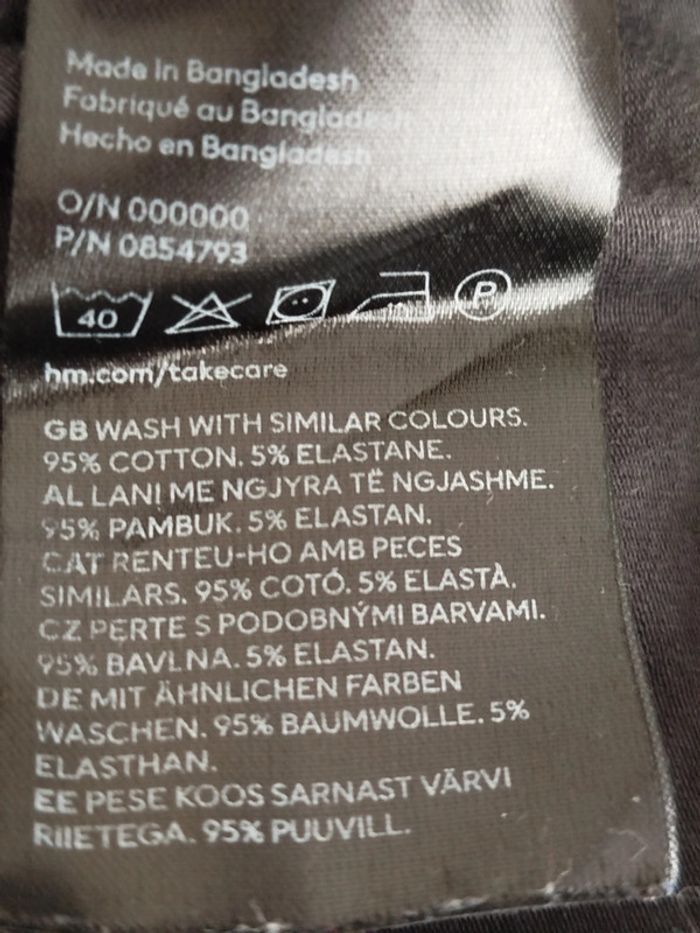 Made in Bangladesh
Fabriqué au Bangladesh
Hecho en Bangladesh
O/N 000000
P/N 0854793
40
P
hm.com/takecare
GB WASH WITH SIMILAR COLOURS.
95% COTTON. 5% ELASTANE.
AL LANI ME NGJYRA TË NGJASHME.
95% PAMBUK. 5% ELASTAN.
CAT RENTEU-HO AMB PECES
SIMILARS. 95% COTÓ. 5% ELASTÀ.
CZ PERTE S PODOBNÝMI BARVAMI.
95% BAVLNA. 5% ELASTAN.
DE MIT ÄHNLICHEN FARBEN
WASCHEN. 95% BAUMWOLLE. 5%
ELASTHAN.
EE PESE KOOS SARNAST VÄRVI
RIIETEGA. 95% PUUVILL.